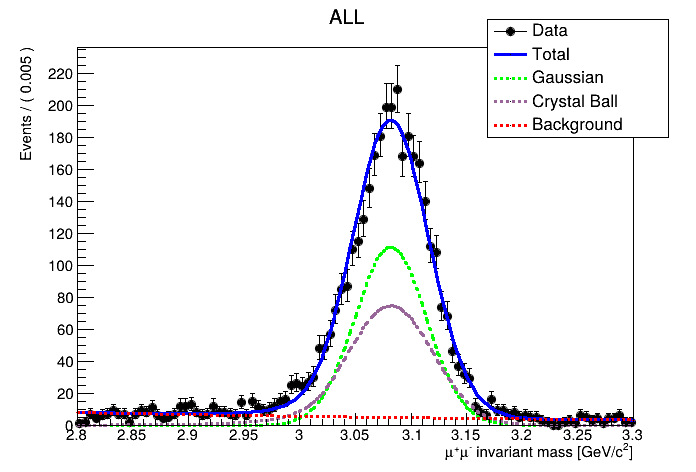 ALL
Data
Total
Gaussian
Crystal Ball
Background
Events / ( 0.005 )
220
200
180
160
140
120
100
80
60
40
20
0
2.8 2.85 2.9 2.95 3 3.05 3.1 3.15 3.2 3.25 3.3
μ⁺μ⁻ invariant mass [GeV/c²]